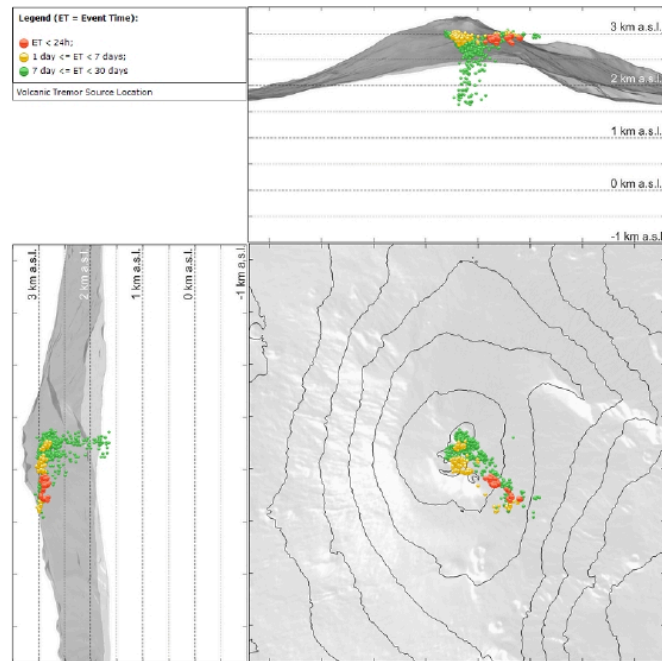 Legend (ET = Event Time):
ET < 24h;
1 day <= ET < 7 days;
7 day <= ET < 30 days
Volcanic Tremor Source Location
3 km a.s.l.
2 km a.s.l.
1 km a.s.l.
0 km a.s.l.
-1 km a.s.l.
3 km a.s.l.
2 km a.s.l.
1 km a.s.l.
0 km a.s.l.
-1 km a.s.l.